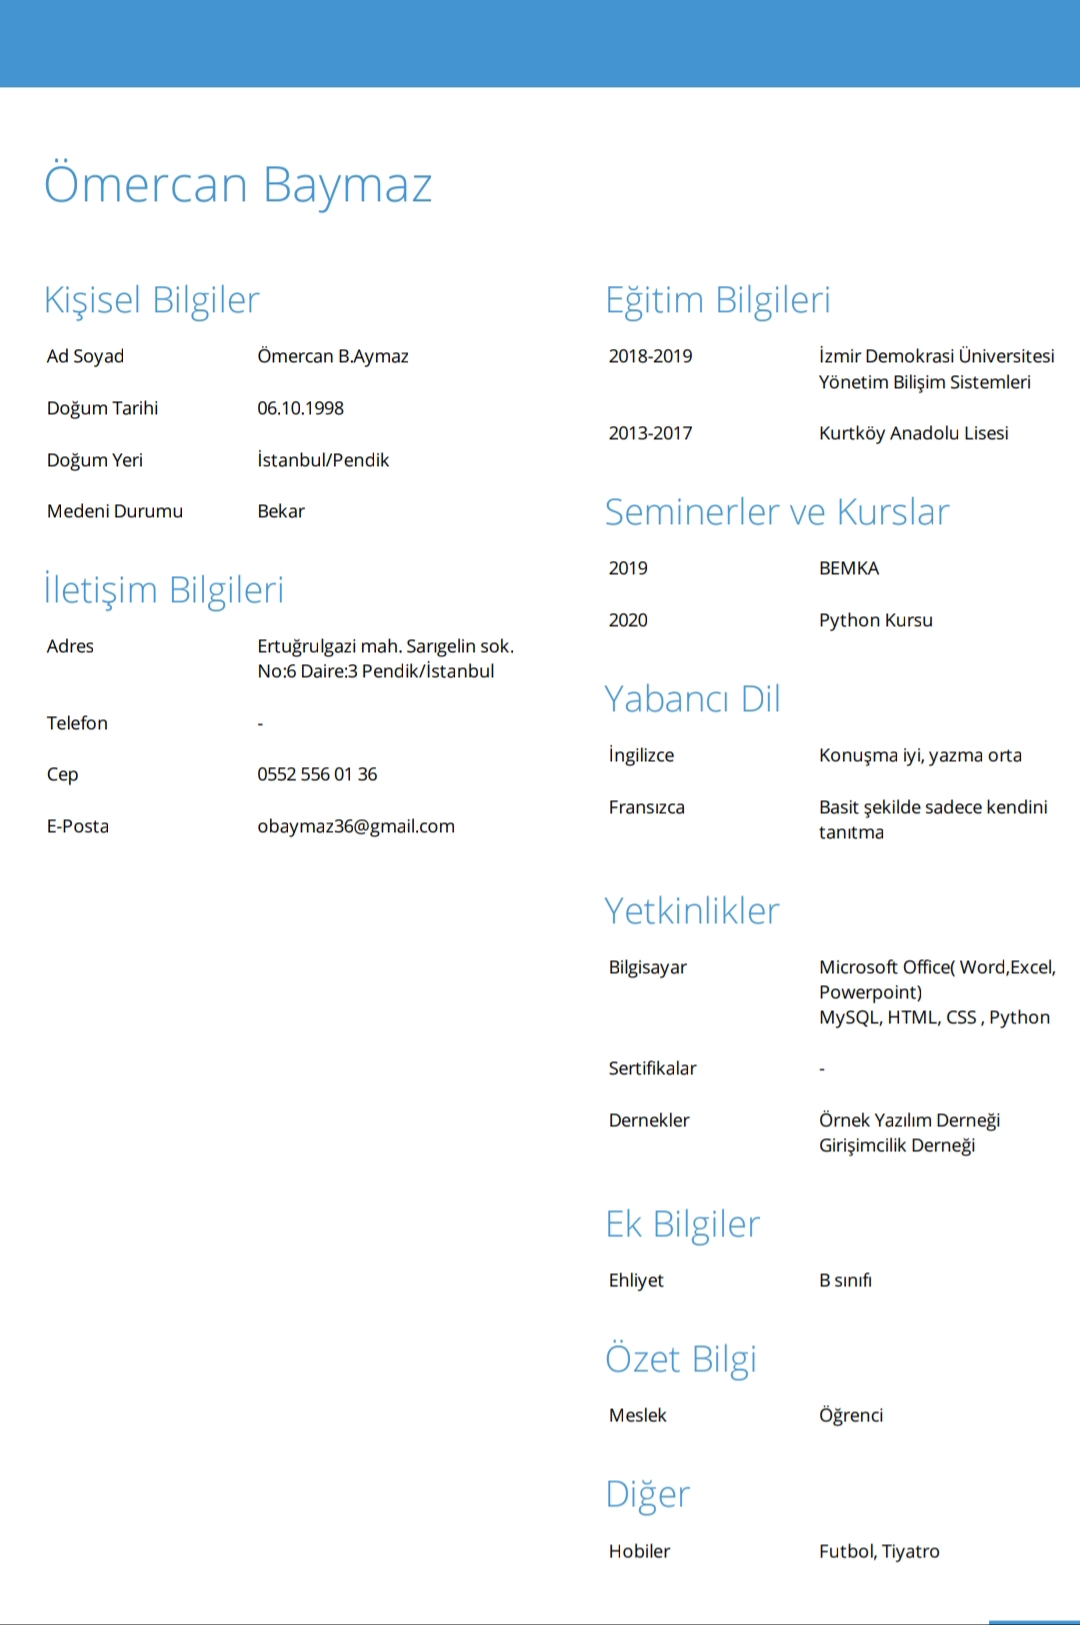 Ömercan Baymaz
Kişisel Bilgiler
Ad Soyad Ömercan B.Aymaz
Doğum Tarihi 06.10.1998
Doğum Yeri İstanbul/Pendik
Medeni Durumu Bekar
İletişim Bilgileri
Adres Ertuğrulgazi mah. Sarıgelin sok.
No:6 Daire:3 Pendik/İstanbul
Telefon -
Cep 0552 556 01 36
E-Posta obaymaz36@gmail.com
Eğitim Bilgileri
2018-2019 İzmir Demokrasi Üniversitesi
Yönetim Bilişim Sistemleri
2013-2017 Kurtköy Anadolu Lisesi
Seminerler ve Kurslar
2019 BEMKA
2020 Python Kursu
Yabancı Dil
İngilizce Konuşma iyi, yazma orta
Fransızca Basit şekilde sadece kendini
tanıtma
Yetkinlikler
Bilgisayar Microsoft Office( Word,Excel,
Powerpoint)
MySQL, HTML, CSS , Python
Sertifikalar -
Dernekler Örnek Yazılım Derneği
Girişimcilik Derneği
Ek Bilgiler
Ehliyet B sınıfı
Özet Bilgi
Meslek Öğrenci
Diğer
Hobiler Futbol, Tiyatro